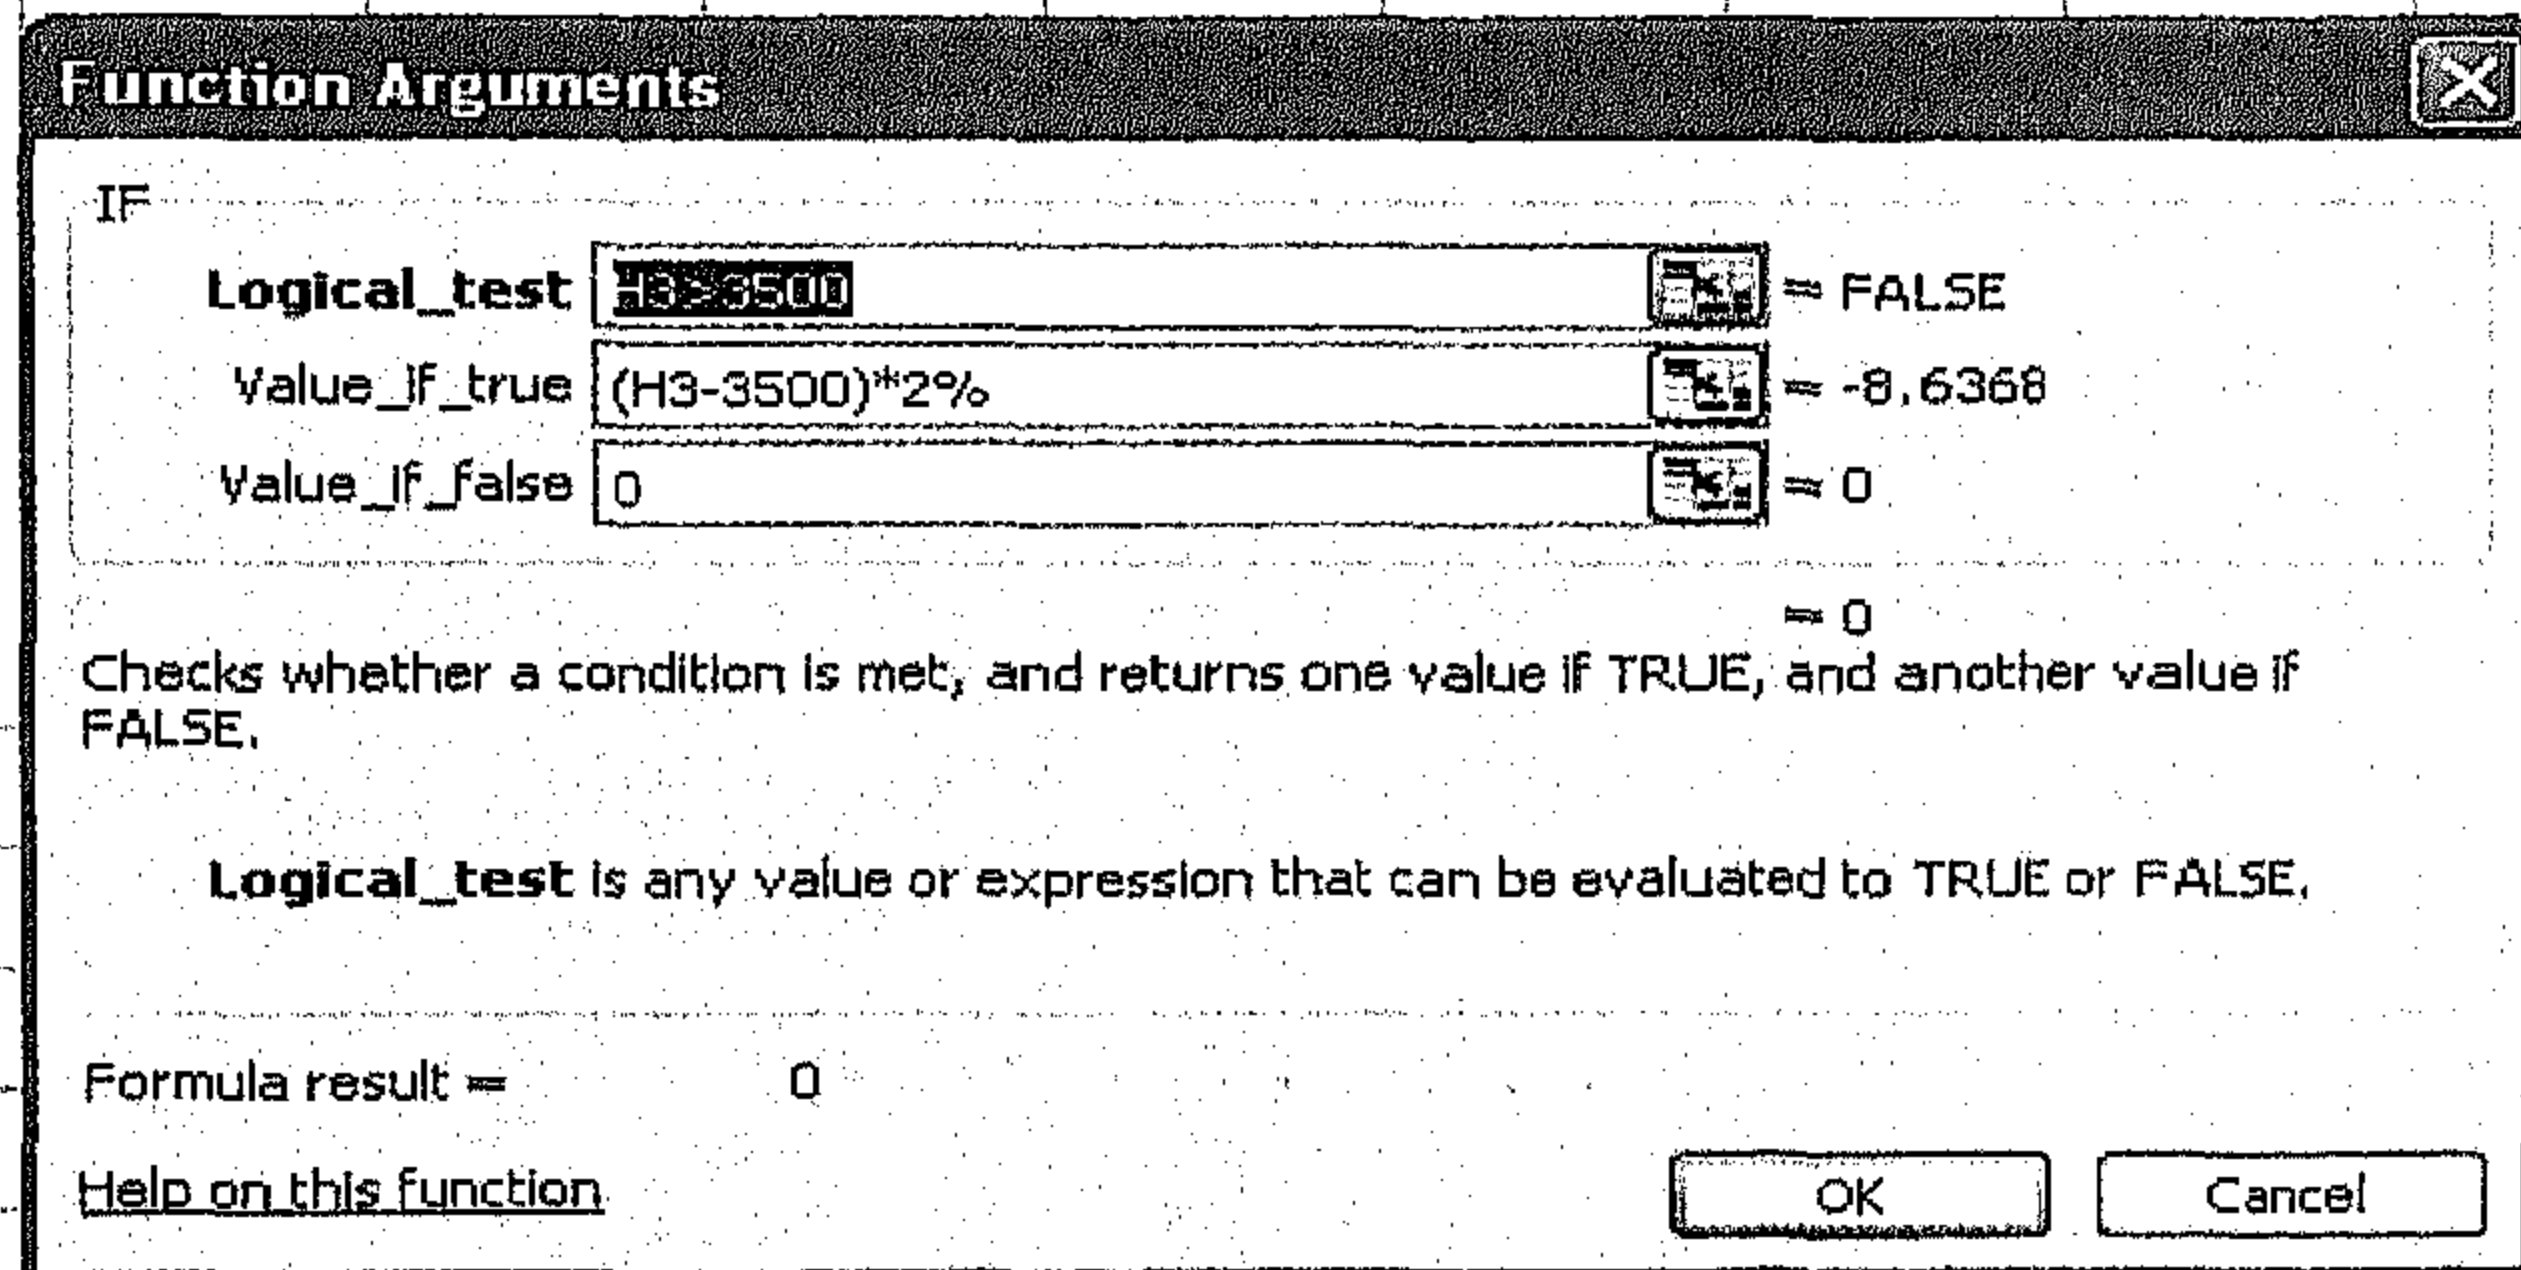 Function Arguments
IF
Logical_test H3>3500 = FALSE
Value_if_true (H3-3500)*2% = -8.6368
Value_if_false 0 = 0
= 0
Checks whether a condition is met, and returns one value if TRUE, and another value if
FALSE.
Logical_test is any value or expression that can be evaluated to TRUE or FALSE.
Formula result = 0
Help on this function
OK Cancel